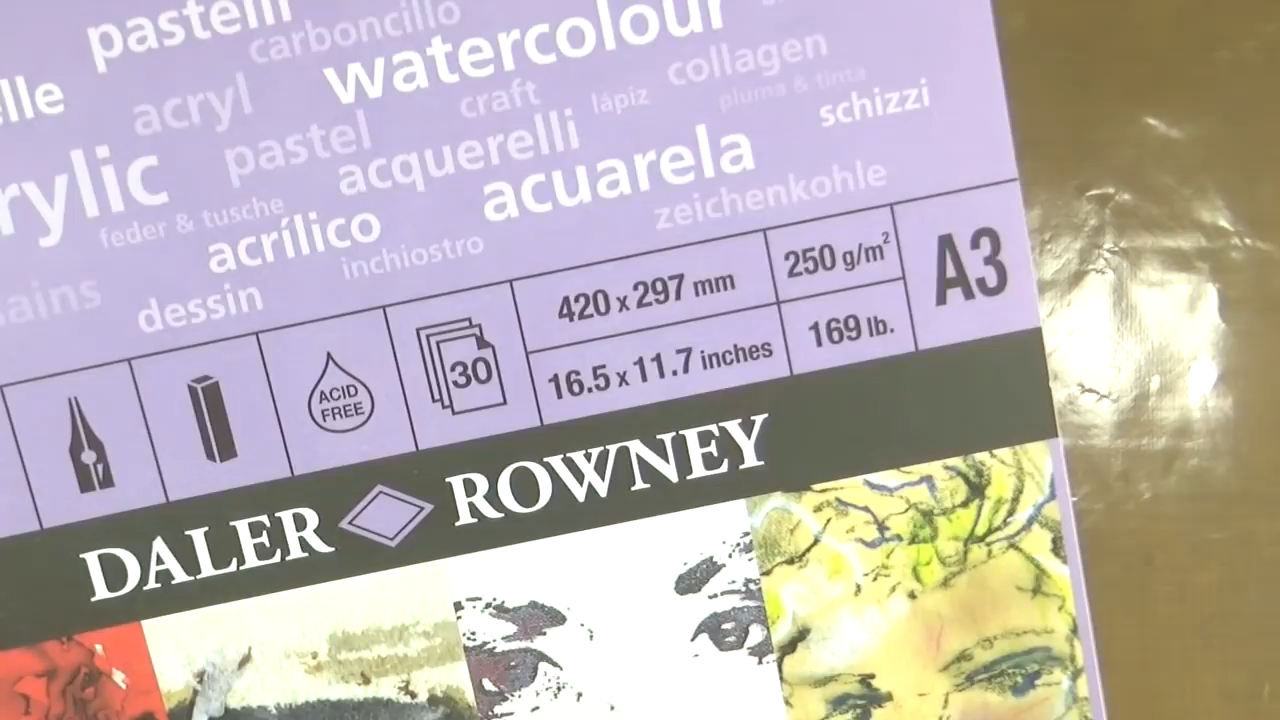 pastelli
carboncillo
watercolour
elle
acryl
craft
lápiz
collagen
pluma & tinta
schizzi
pastel
acquerelli
acuarela
rylic
feder & tusche
acrílico
inchiostro
zeichenkohle
sains
dessin
ACID
FREE
30
420 x 297 mm
16.5 x 11.7 inches
250 g/m²
169 lb.
A3
DALER ROWNEY